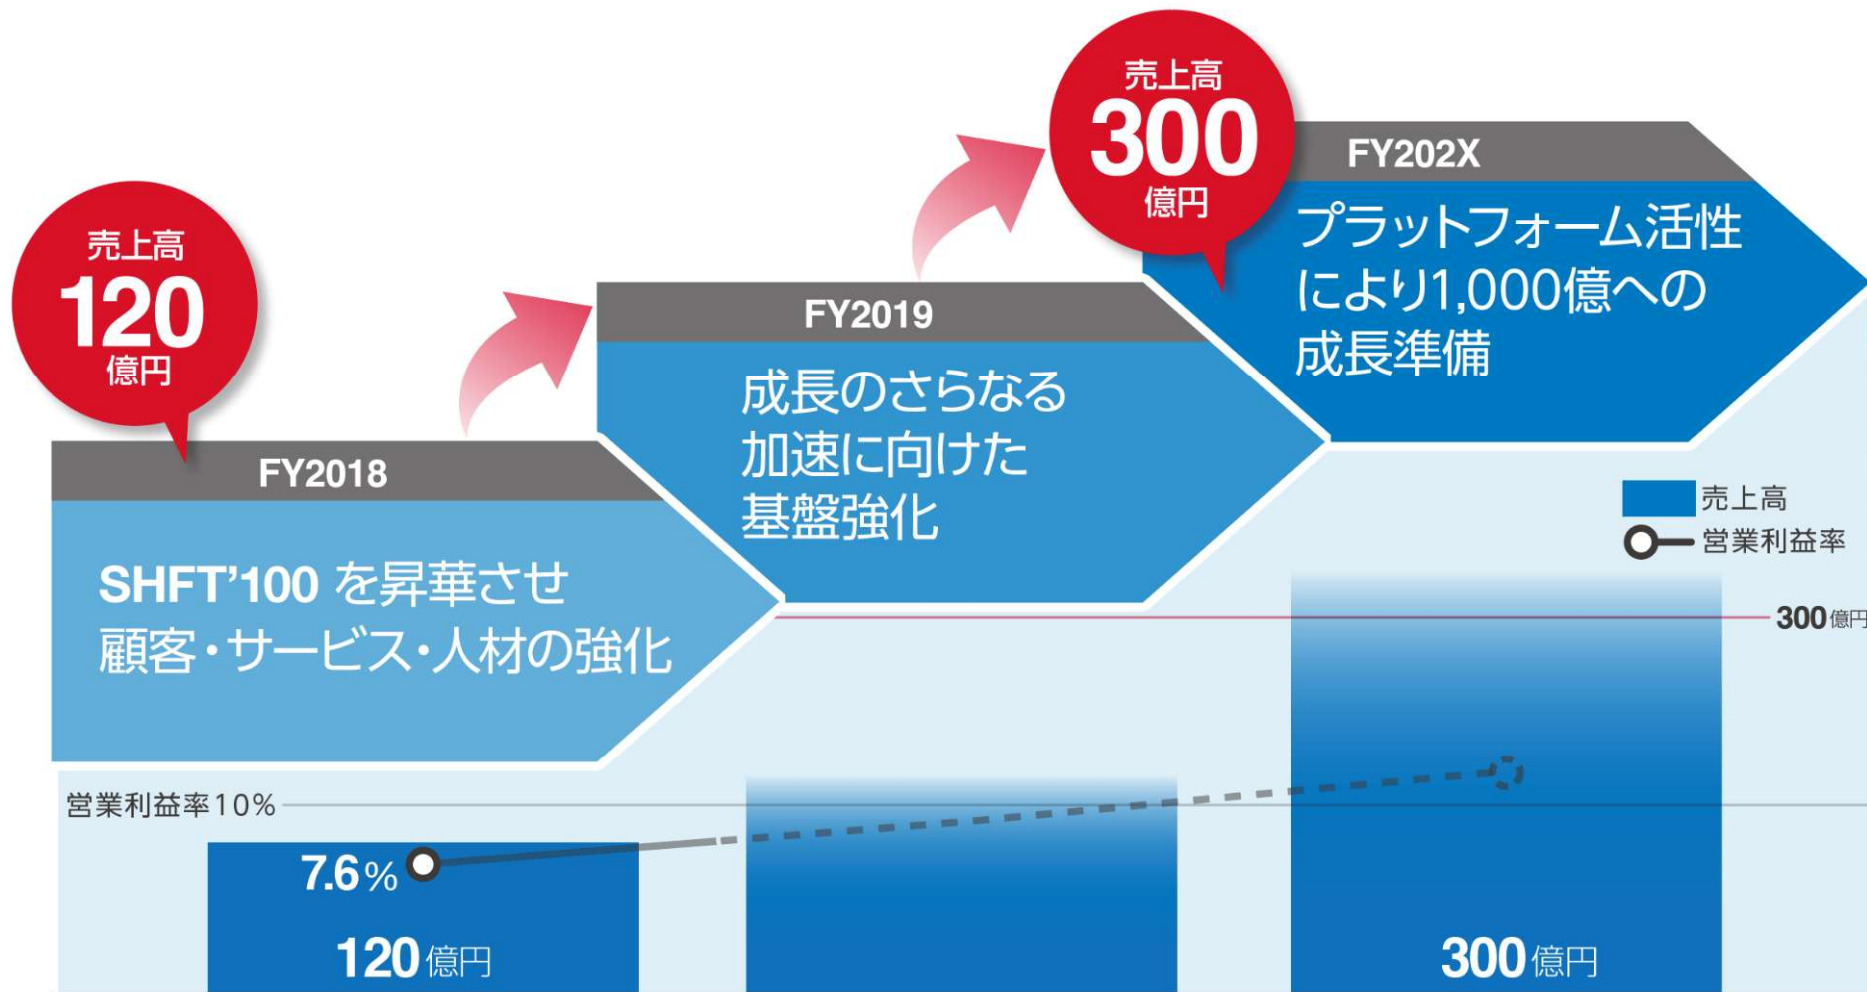 売上高
120
億円
FY2018
SHFT'100 を昇華させ
顧客・サービス・人材の強化
FY2019
成長のさらなる
加速に向けた
基盤強化
売上高
300
億円
FY202X
プラットフォーム活性
により1,000億への
成長準備
売上高
営業利益率
300億円
営業利益率10%
7.6%
120億円
300億円